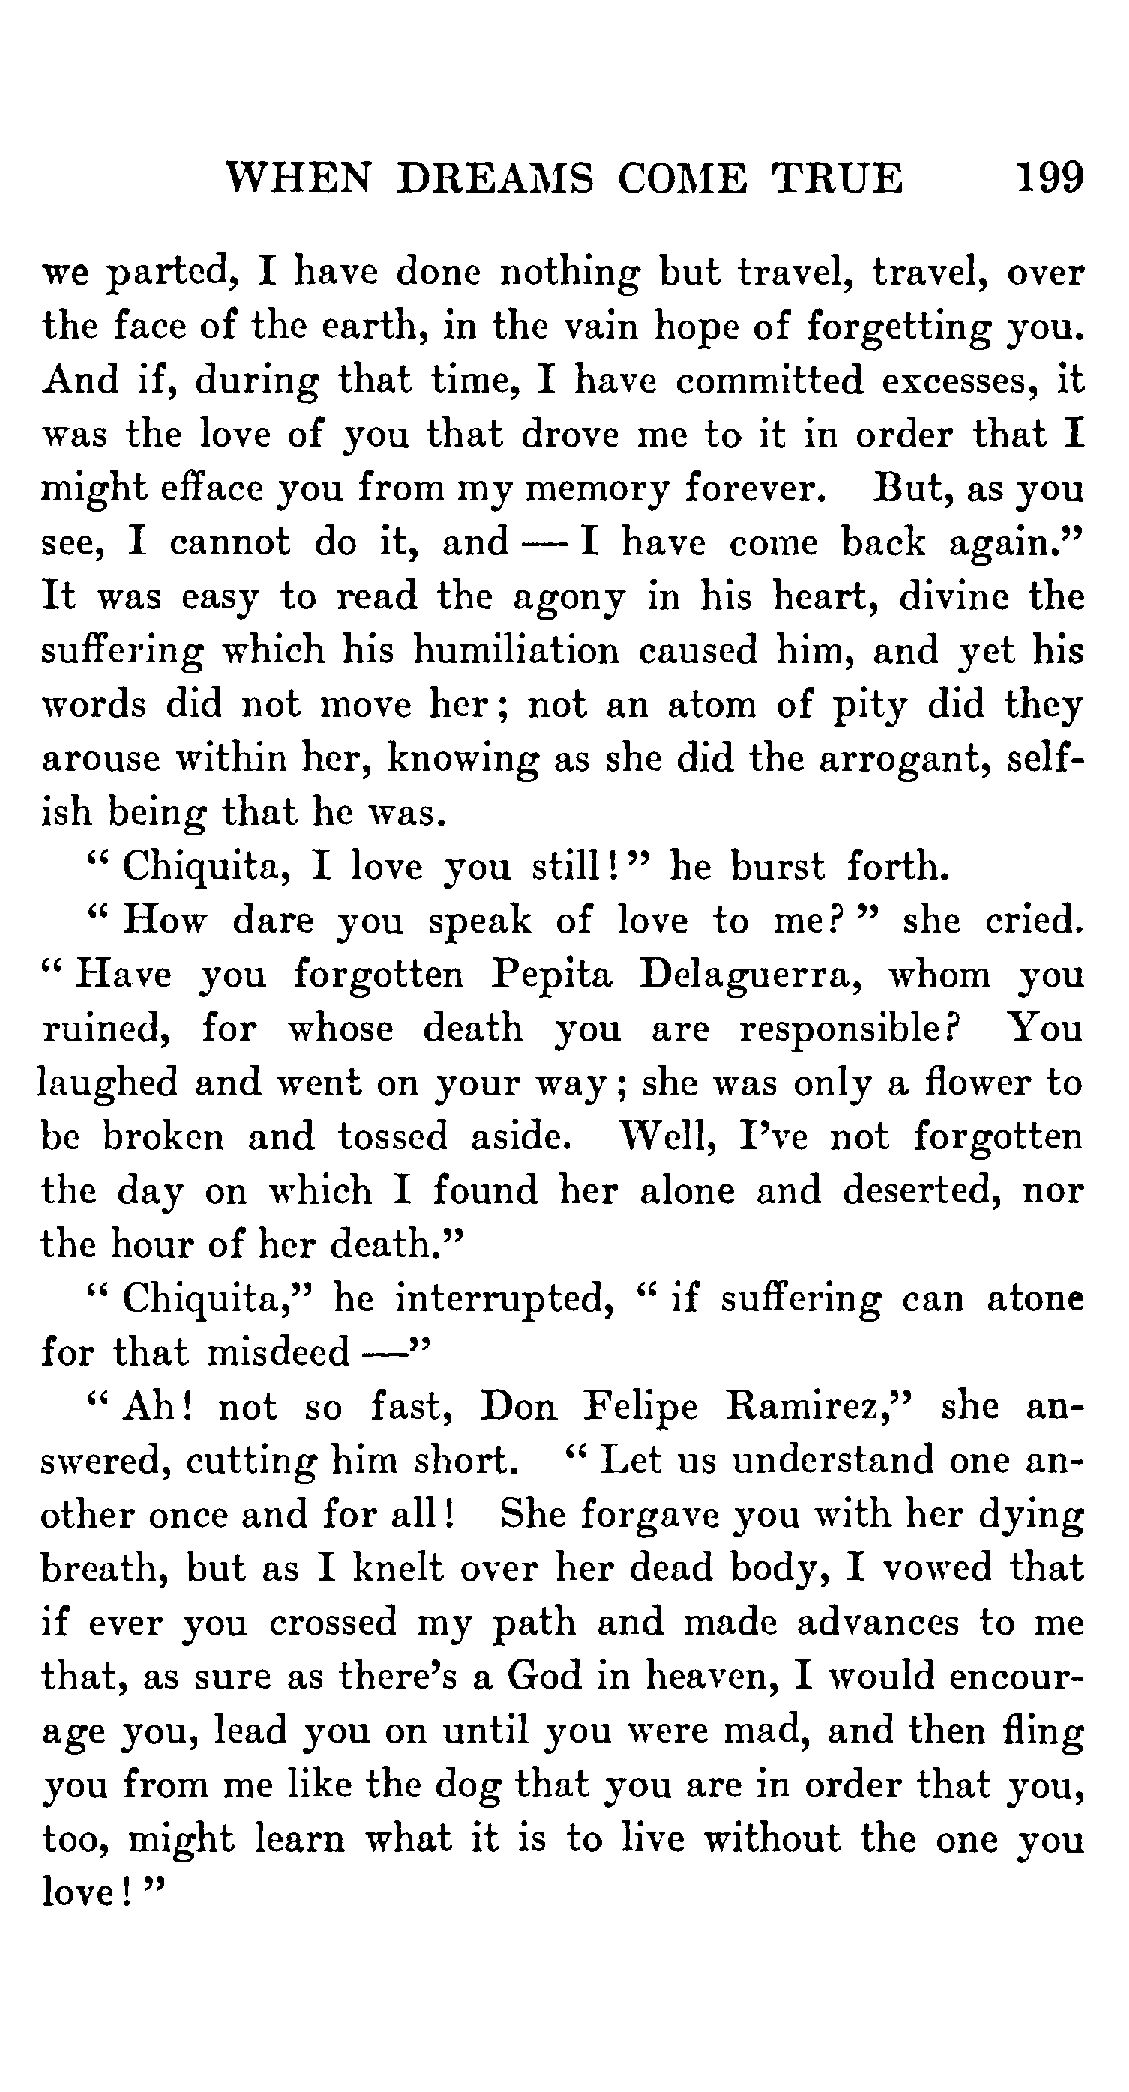 WHEN DREAMS COME TRUE 199
we parted, I have done nothing but travel, travel, over
the face of the earth, in the vain hope of forgetting you.
And if, during that time, I have committed excesses, it
was the love of you that drove me to it in order that I
might efface you from my memory forever. But, as you
see, I cannot do it, and — I have come back again.”
It was easy to read the agony in his heart, divine the
suffering which his humiliation caused him, and yet his
words did not move her; not an atom of pity did they
arouse within her, knowing as she did the arrogant, self-
ish being that he was.
“ Chiquita, I love you still!” he burst forth.
“ How dare you speak of love to me? ” she cried.
“ Have you forgotten Pepita Delaguerra, whom you
ruined, for whose death you are responsible? You
laughed and went on your way; she was only a flower to
be broken and tossed aside. Well, I’ve not forgotten
the day on which I found her alone and deserted, nor
the hour of her death.”
“ Chiquita,” he interrupted, “ if suffering can atone
for that misdeed —”
“ Ah! not so fast, Don Felipe Ramirez,” she an-
swered, cutting him short. “ Let us understand one an-
other once and for all! She forgave you with her dying
breath, but as I knelt over her dead body, I vowed that
if ever you crossed my path and made advances to me
that, as sure as there’s a God in heaven, I would encour-
age you, lead you on until you were mad, and then fling
you from me like the dog that you are in order that you,
too, might learn what it is to live without the one you
love! ”